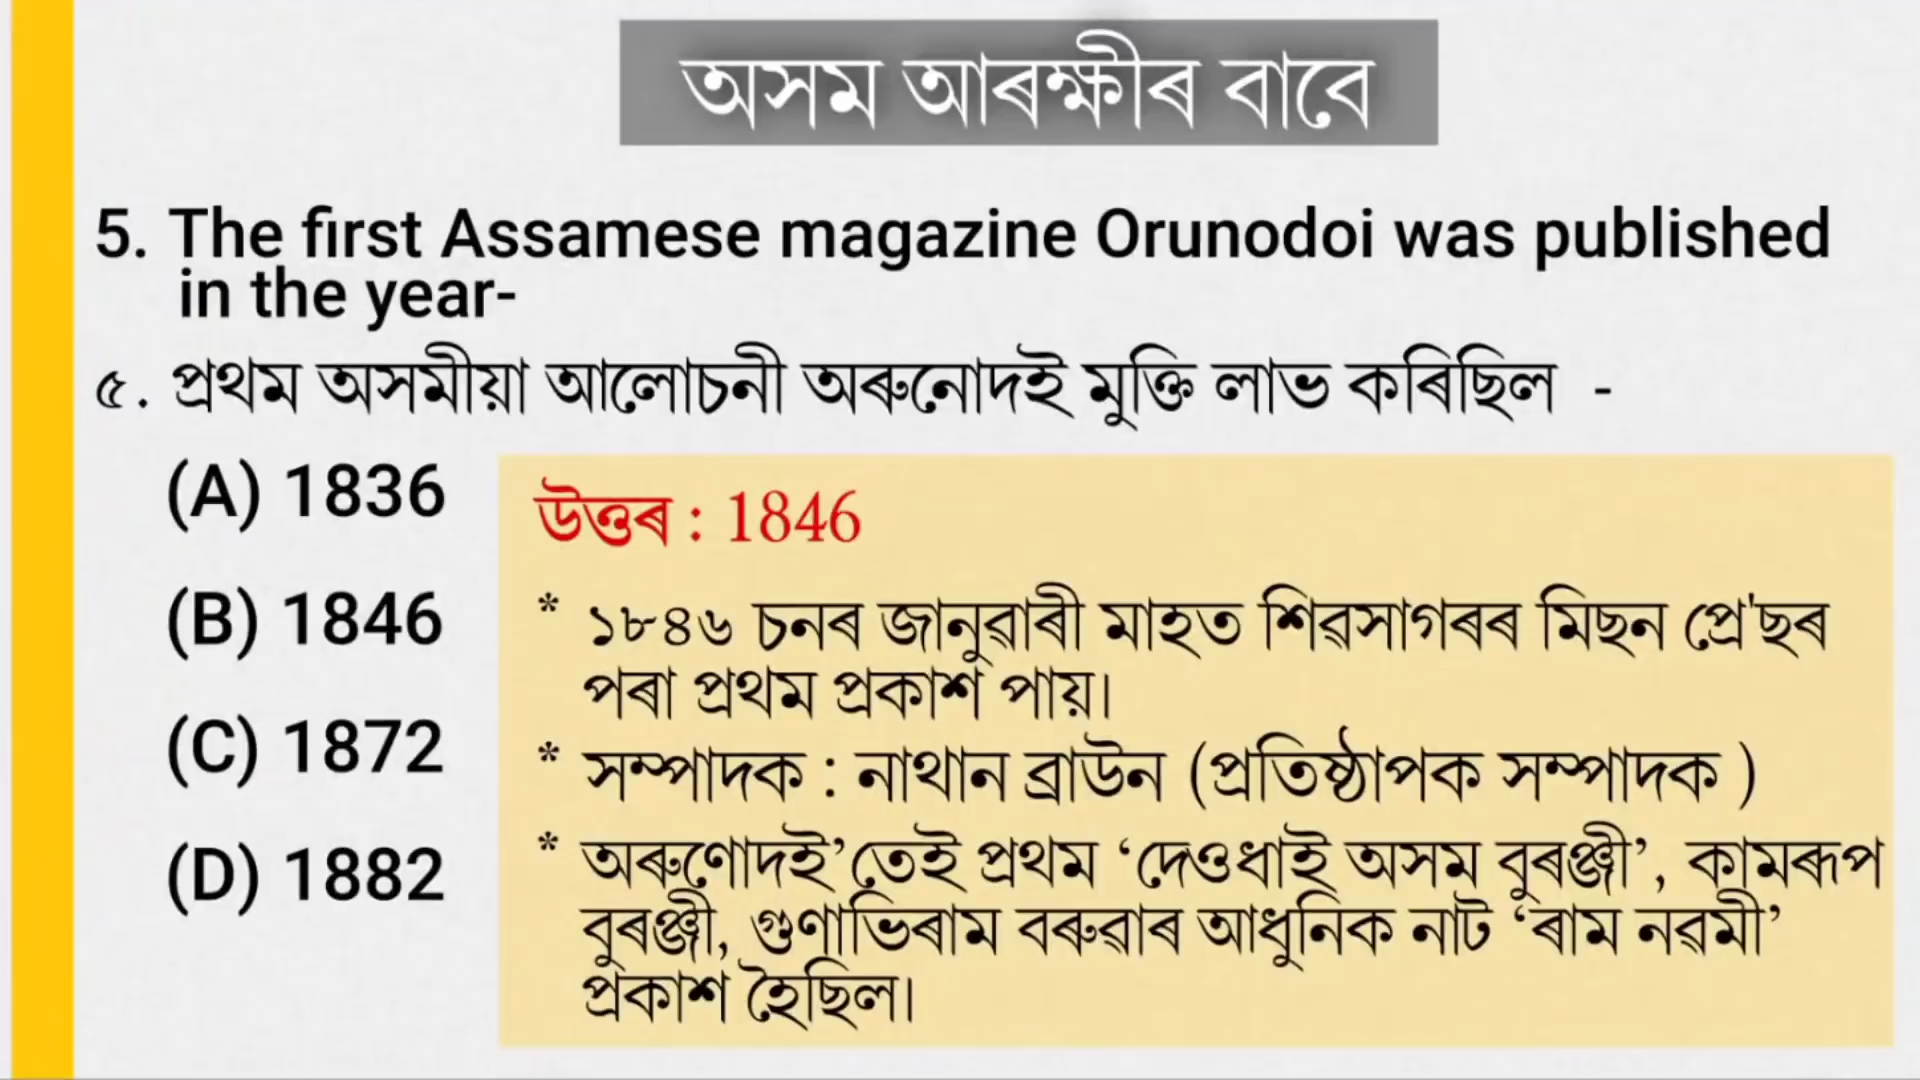 অসম আৰক্ষীৰ বাবে
5. The first Assamese magazine Orunodoi was published
in the year-
৫. প্ৰথম অসমীয়া আলোচনী অৰুনোদই মুক্তি লাভ কৰিছিল -
(A) 1836
(B) 1846
(C) 1872
(D) 1882
উত্তৰ : 1846
* ১৮৪৬ চনৰ জানুৱাৰী মাহত শিৱসাগৰৰ মিছন প্ৰে'ছৰ
পৰা প্ৰথম প্ৰকাশ পায়।
* সম্পাদক : নাথান ব্ৰাউন (প্ৰতিষ্ঠাপক সম্পাদক )
* অৰুণোদই’তেই প্ৰথম ‘দেওধাই অসম বুৰঞ্জী’, কামৰূপ
বুৰঞ্জী, গুণাভিৰাম বৰুৱাৰ আধুনিক নাট ‘ৰাম নৱমী’
প্ৰকাশ হৈছিল।